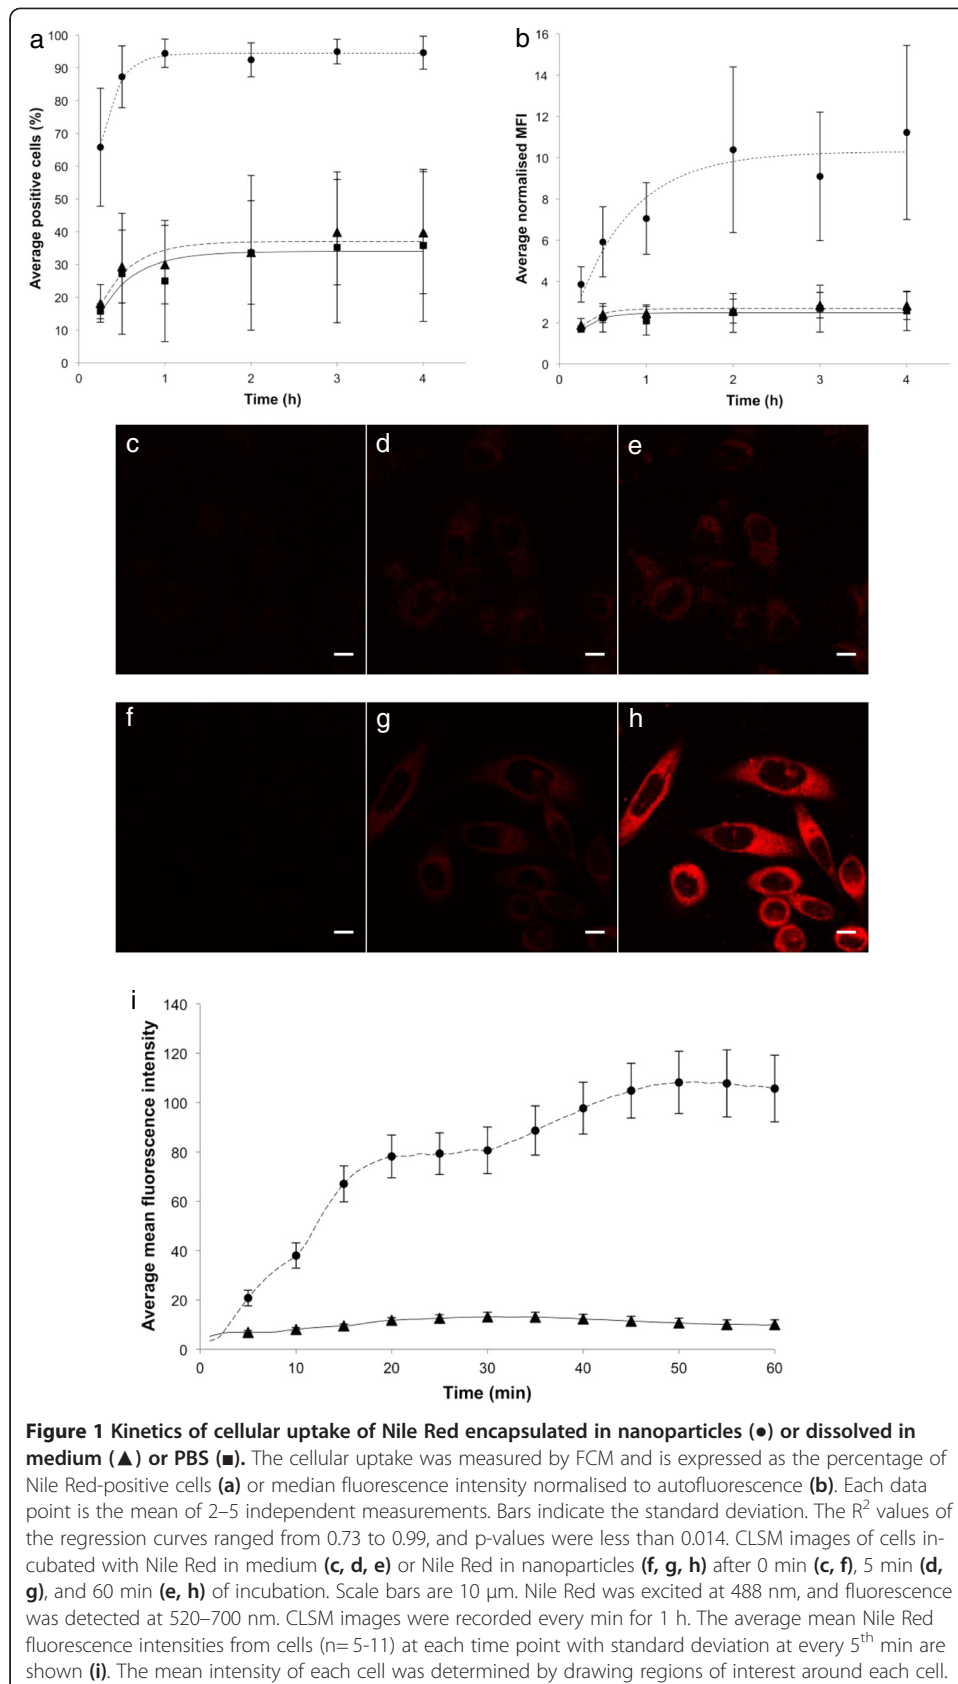 a
100
90
80
70
60
50
40
30
20
10
0
Average positive cells (%)
0 1 2 3 4
Time (h)
b
16
14
12
10
8
6
4
2
0
Average normalised MFI
0 1 2 3 4
Time (h)
c d e
f g h
i
140
120
100
80
60
40
20
0
Average mean fluorescence intensity
0 10 20 30 40 50 60
Time (min)
Figure 1 Kinetics of cellular uptake of Nile Red encapsulated in nanoparticles (●) or dissolved in
medium (▲) or PBS (■). The cellular uptake was measured by FCM and is expressed as the percentage of
Nile Red-positive cells (a) or median fluorescence intensity normalised to autofluorescence (b). Each data
point is the mean of 2–5 independent measurements. Bars indicate the standard deviation. The R² values of
the regression curves ranged from 0.73 to 0.99, and p-values were less than 0.014. CLSM images of cells in-
cubated with Nile Red in medium (c, d, e) or Nile Red in nanoparticles (f, g, h) after 0 min (c, f), 5 min (d,
g), and 60 min (e, h) of incubation. Scale bars are 10 μm. Nile Red was excited at 488 nm, and fluorescence
was detected at 520–700 nm. CLSM images were recorded every min for 1 h. The average mean Nile Red
fluorescence intensities from cells (n= 5-11) at each time point with standard deviation at every 5th min are
shown (i). The mean intensity of each cell was determined by drawing regions of interest around each cell.